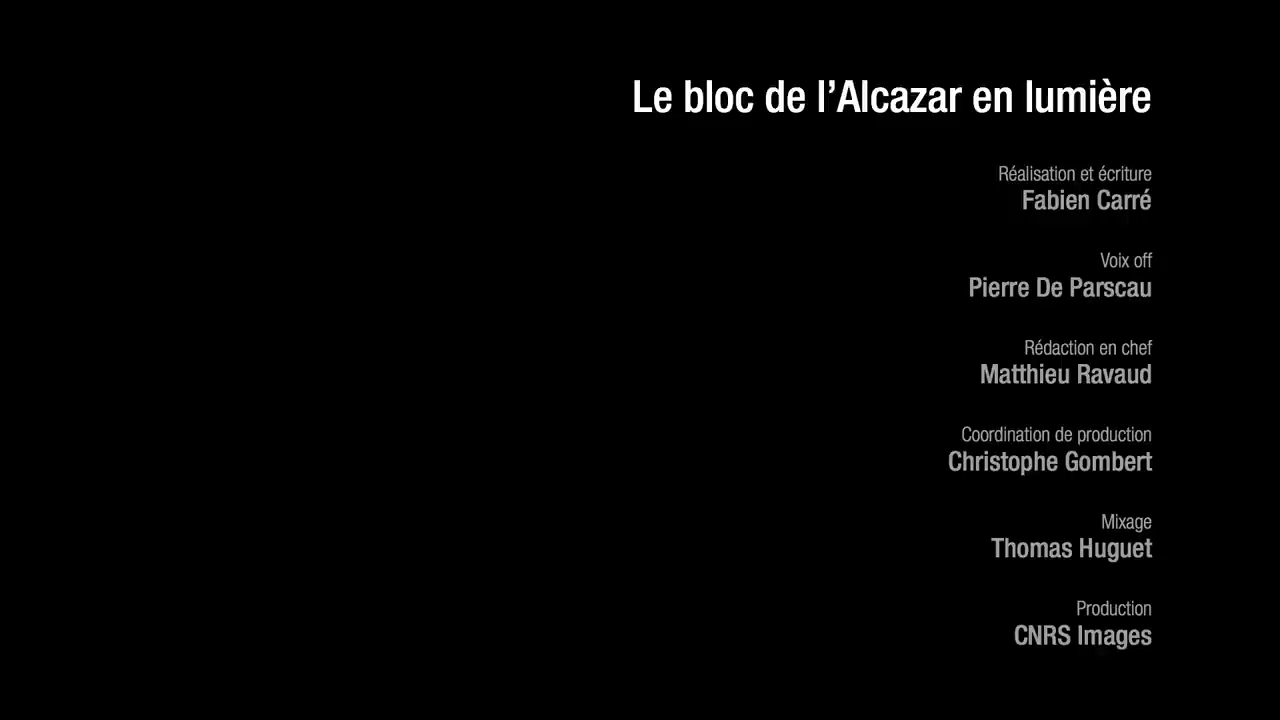 Le bloc de l’Alcazar en lumière
Réalisation et écriture
Fabien Carré
Voix off
Pierre De Parscau
Rédaction en chef
Matthieu Ravaud
Coordination de production
Christophe Gombert
Mixage
Thomas Huguet
Production
CNRS Images